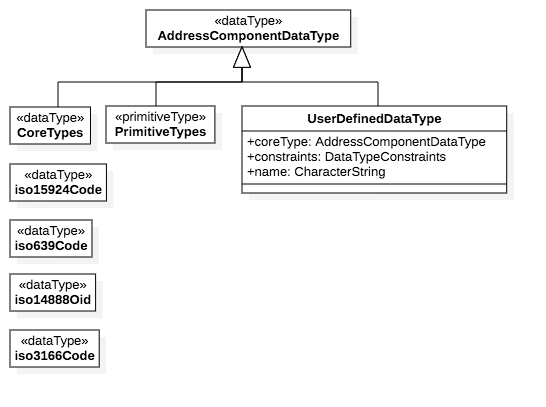 «dataType»
AddressComponentDataType
«dataType»
CoreTypes
«primitiveType»
PrimitiveTypes
UserDefinedDataType
+coreType: AddressComponentDataType
+constraints: DataTypeConstraints
+name: CharacterString
«dataType»
iso15924Code
«dataType»
iso639Code
«dataType»
iso14888Oid
«dataType»
iso3166Code